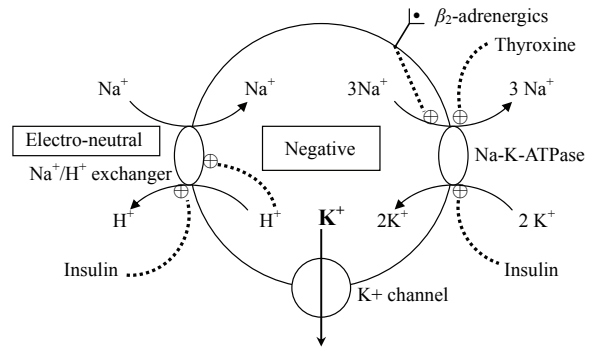 β₂-adrenergics
Thyroxine
Na⁺
Na⁺
3Na⁺
3 Na⁺
Electro-neutral
Negative
Na⁺/H⁺ exchanger
Na-K-ATPase
H⁺
H⁺
K⁺
2K⁺
2 K⁺
Insulin
Insulin
K+ channel